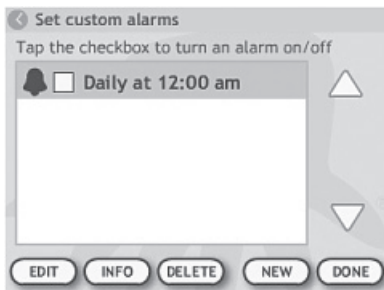 Set custom alarms
Tap the checkbox to turn an alarm on/off
Daily at 12:00 am
EDIT INFO DELETE NEW DONE